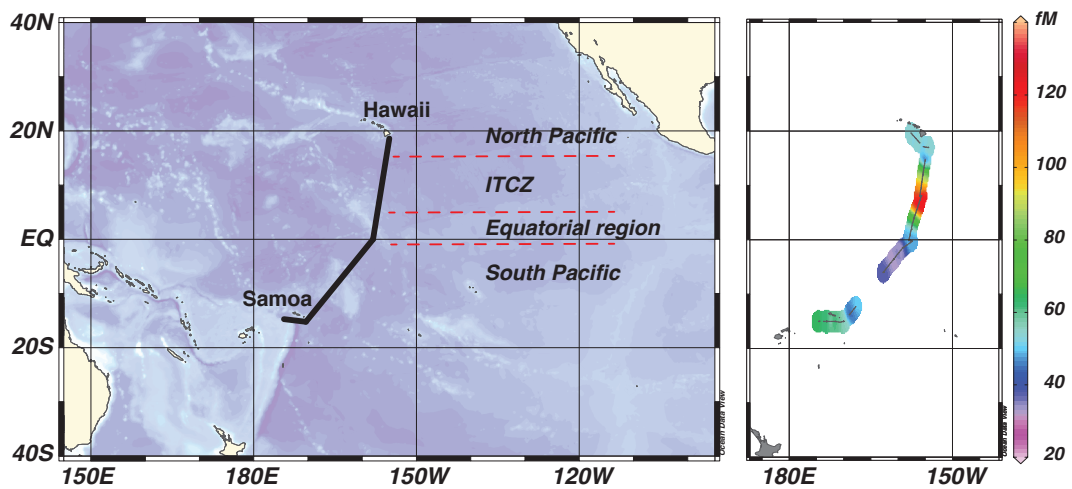 40N
20N
EQ
20S
40S
150E
180E
150W
120W
Hawaii
Samoa
North Pacific
ITCZ
Equatorial region
South Pacific
Ocean Data View
180E
150W
Ocean Data View
fM
120
100
80
60
40
20